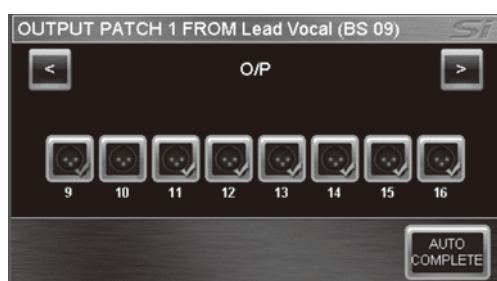 OUTPUT PATCH 1 FROM Lead Vocal (BS 09) Si
< O/P >
9 10 11 12 13 14 15 16
AUTO
COMPLETE